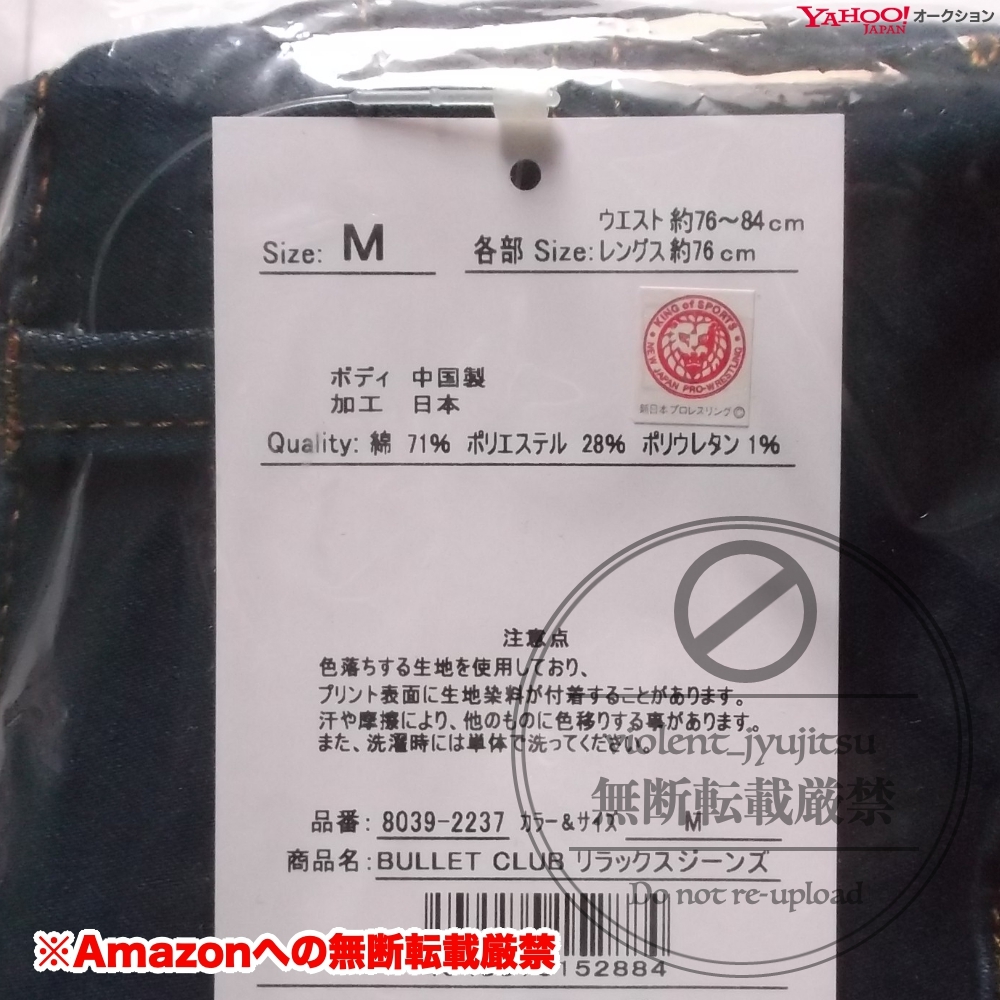 YAHOO! オークション
JAPAN
ウエスト 約76～84cm
Size: M 各部 Size:レングス 約76cm
KING of SPORTS
NEW JAPAN PRO-WRESTLING
新日本プロレスリング©
ボディ 中国製
加工 日本
Quality: 綿 71% ポリエステル 28% ポリウレタン 1%
注意点
色落ちする生地を使用しており、
プリント表面に生地染料が付着することがあります。
汗や摩擦により、他のものに色移りする事があります。
また、洗濯時には単体で洗ってください。
violent_jyujitsu
無断転載厳禁
品番: 8039-2237 カラー&サイズ M
商品名: BULLET CLUB リラックスジーンズ
Do not re-upload
※Amazonへの無断転載厳禁
152884